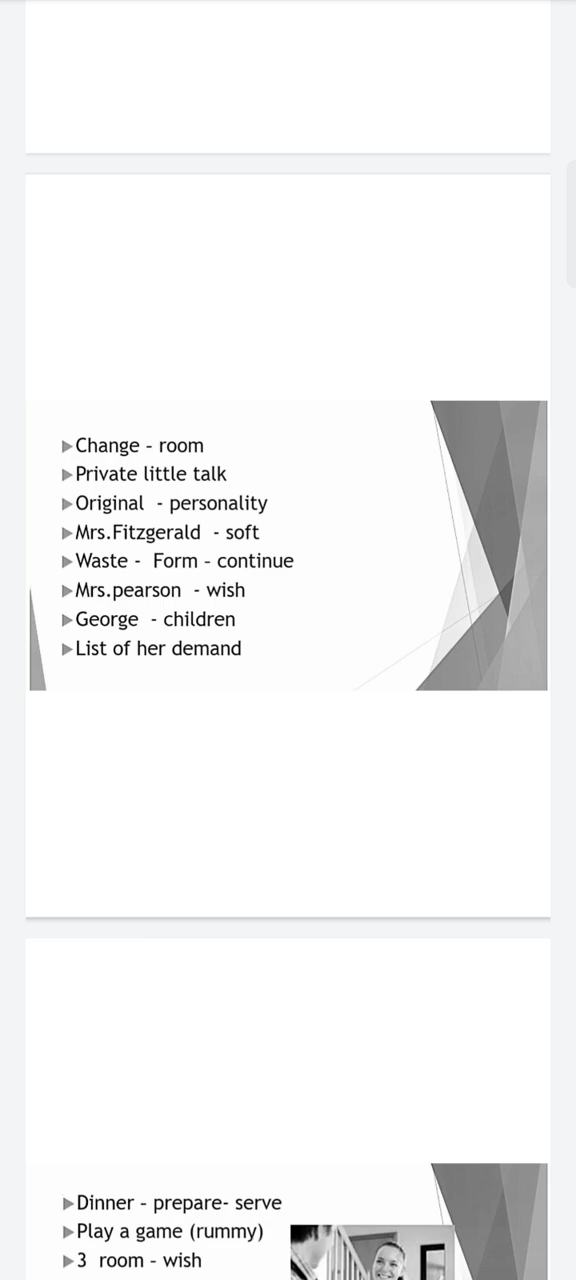 Change - room
Private little talk
Original - personality
Mrs.Fitzgerald - soft
Waste - Form - continue
Mrs.pearson - wish
George - children
List of her demand
Dinner - prepare- serve
Play a game (rummy)
3 room - wish